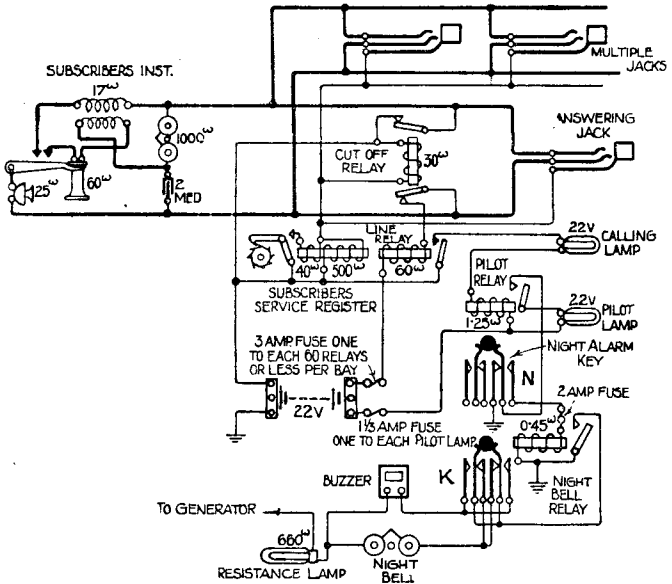 SUBSCRIBERS INST.
17ω
1000ω
25ω
60ω
2 MED
MULTIPLE JACKS
ANSWERING JACK
CUT OFF RELAY
30ω
LINE RELAY
60ω
40ω
500ω
SUBSCRIBERS SERVICE REGISTER
22V
CALLING LAMP
PILOT RELAY
1·25ω
22V
PILOT LAMP
3 AMP. FUSE ONE
TO EACH 60 RELAYS
OR LESS PER BAY
22V
1⅓ AMP FUSE
ONE TO EACH PILOT LAMP
NIGHT ALARM KEY
N
2 AMP FUSE
0·45ω
NIGHT BELL RELAY
K
BUZZER
TO GENERATOR
660ω
RESISTANCE LAMP
NIGHT BELL